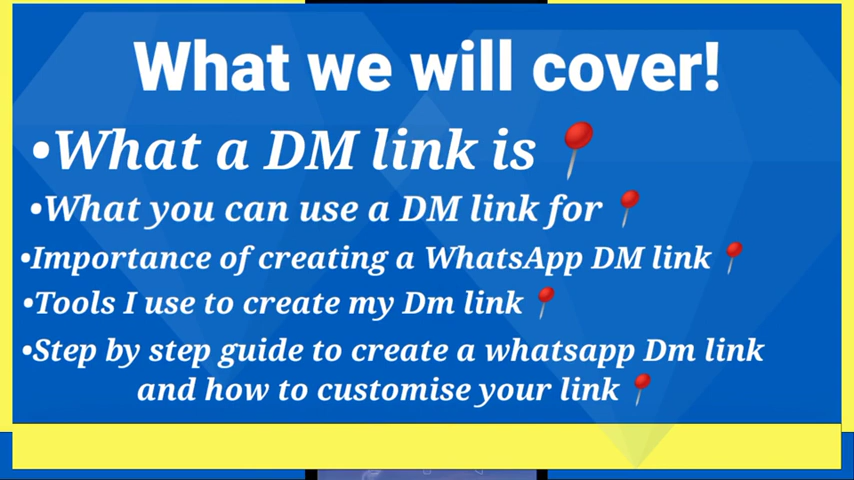 What we will cover!
•What a DM link is 📍
•What you can use a DM link for 📍
•Importance of creating a WhatsApp DM link 📍
•Tools I use to create my Dm link 📍
•Step by step guide to create a whatsapp Dm link
and how to customise your link 📍